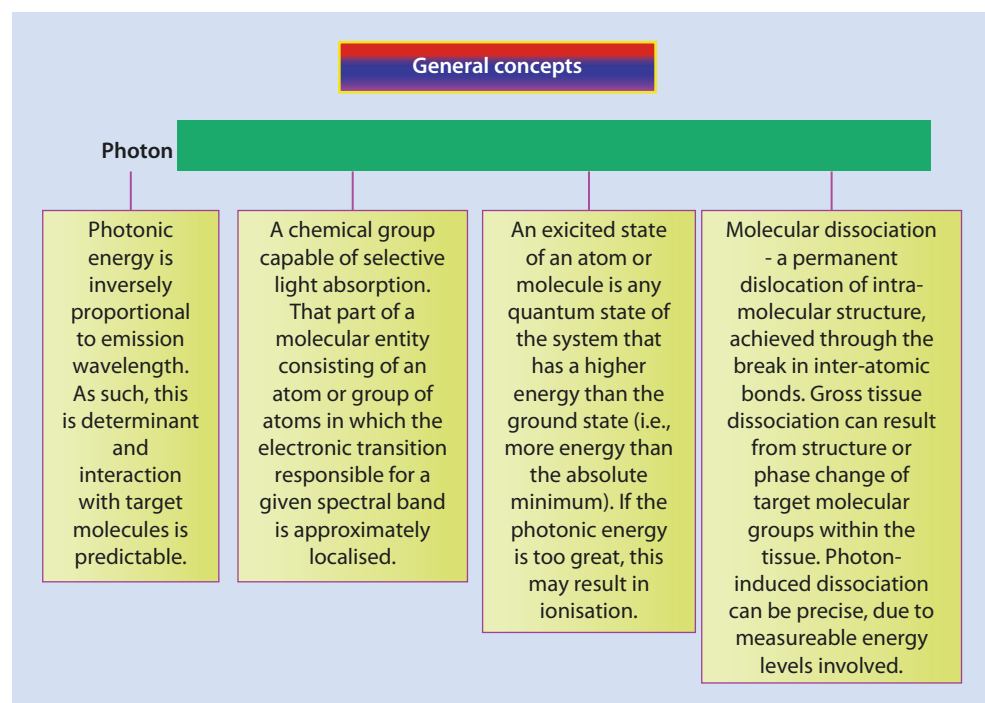 General concepts
Photon
Photonic
energy is
inversely
proportional
to emission
wavelength.
As such, this
is determinant
and
interaction
with target
molecules is
predictable.
A chemical group
capable of selective
light absorption.
That part of a
molecular entity
consisting of an
atom or group of
atoms in which the
electronic transition
responsible for a
given spectral band
is approximately
localised.
An exicited state
of an atom or
molecule is any
quantum state of
the system that
has a higher
energy than the
ground state (i.e.,
more energy than
the absolute
minimum). If the
photonic energy
is too great, this
may result in
ionisation.
Molecular dissociation
- a permanent
dislocation of intra-
molecular structure,
achieved through the
break in inter-atomic
bonds. Gross tissue
dissociation can result
from structure or
phase change of
target molecular
groups within the
tissue. Photon-
induced dissociation
can be precise, due to
measureable energy
levels involved.